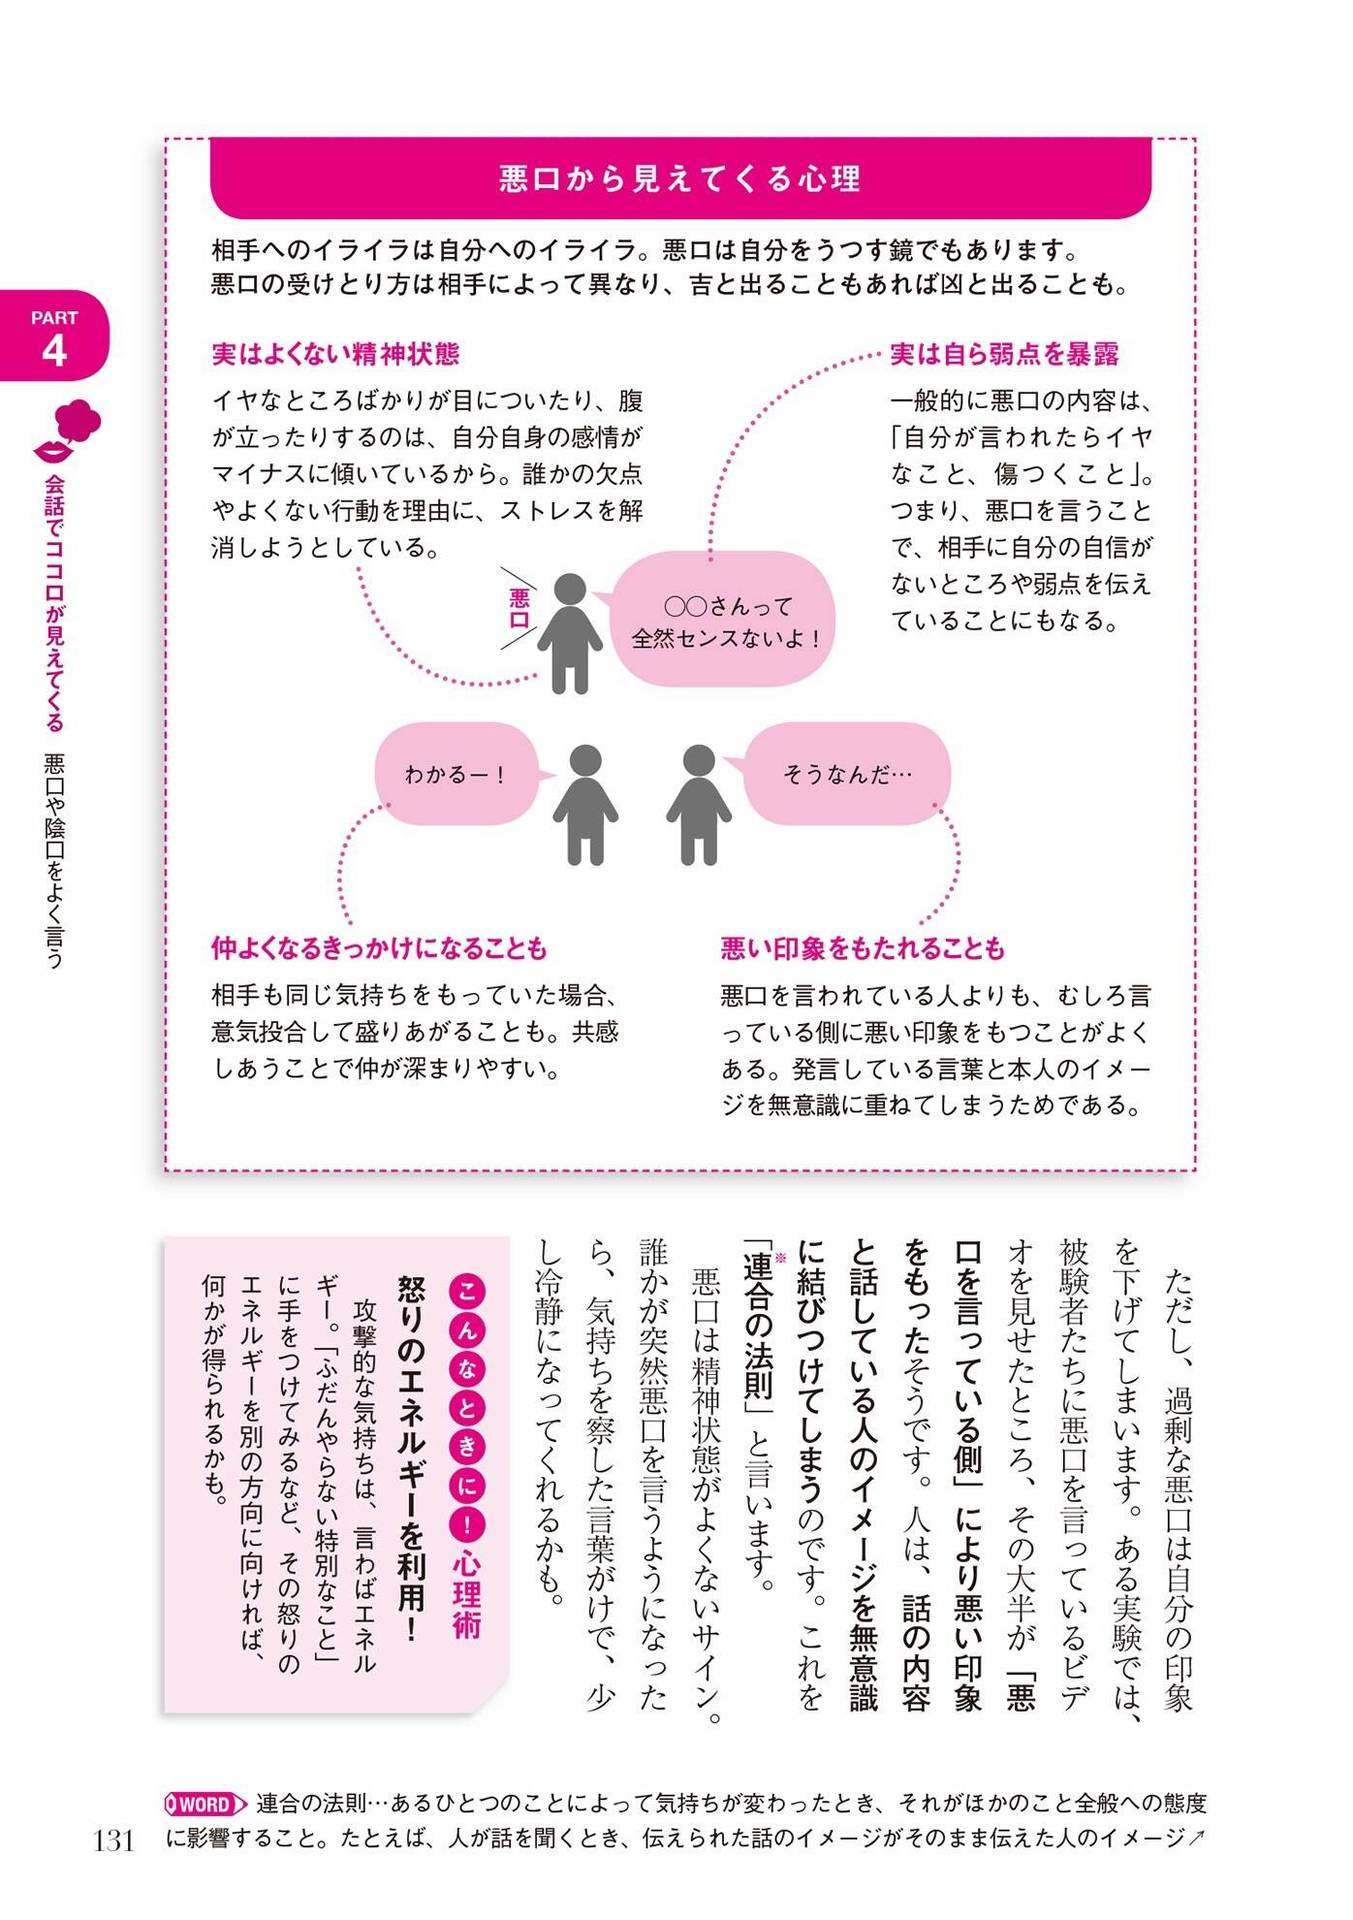 悪口から見えてくる心理
相手へのイライラは自分へのイライラ。悪口は自分をうつす鏡でもあります。
悪口の受けとり方は相手によって異なり、吉と出ることもあれば凶と出ることも。
実はよくない精神状態
イヤなところばかりが目についたり、腹
が立ったりするのは、自分自身の感情が
マイナスに傾いているから。誰かの欠点
やよくない行動を理由に、ストレスを解
消しようとしている。
実は自ら弱点を暴露
一般的に悪口の内容は、
「自分が言われたらイヤ
なこと、傷つくこと」。
つまり、悪口を言うこと
で、相手に自分の自信が
ないところや弱点を伝え
ていることにもなる。
悪口
○○さんって
全然センスないよ！
わかるー！
そうなんだ…
仲よくなるきっかけになることも
相手も同じ気持ちをもっていた場合、
意気投合して盛りあがることも。共感
しあうことで仲が深まりやすい。
悪い印象をもたれることも
悪口を言われている人よりも、むしろ言
っている側に悪い印象をもつことがよく
ある。発言している言葉と本人のイメー
ジを無意識に重ねてしまうためである。
PART
4
会話でココロが見えてくる 悪口や陰口をよく言う
ただし、過剰な悪口は自分の印象
を下げてしまいます。ある実験では、
被験者たちに悪口を言っているビデ
オを見せたところ、その大半が「悪
口を言っている側」により悪い印象
をもったそうです。人は、話の内容
と話している人のイメージを無意識
に結びつけてしまうのです。これを
「連合の法則」と言います。
※
悪口は精神状態がよくないサイン。
誰かが突然悪口を言うようになった
ら、気持ちを察した言葉がけで、少
し冷静になってくれるかも。
こんなときに！心理術
怒りのエネルギーを利用！
攻撃的な気持ちは、言わばエネル
ギー。「ふだんやらない特別なこと」
に手をつけてみるなど、その怒りの
エネルギーを別の方向に向ければ、
何かが得られるかも。
WORD 連合の法則…あるひとつのことによって気持ちが変わったとき、それがほかのこと全般への態度
に影響すること。たとえば、人が話を聞くとき、伝えられた話のイメージがそのまま伝えた人のイメージ↗
131